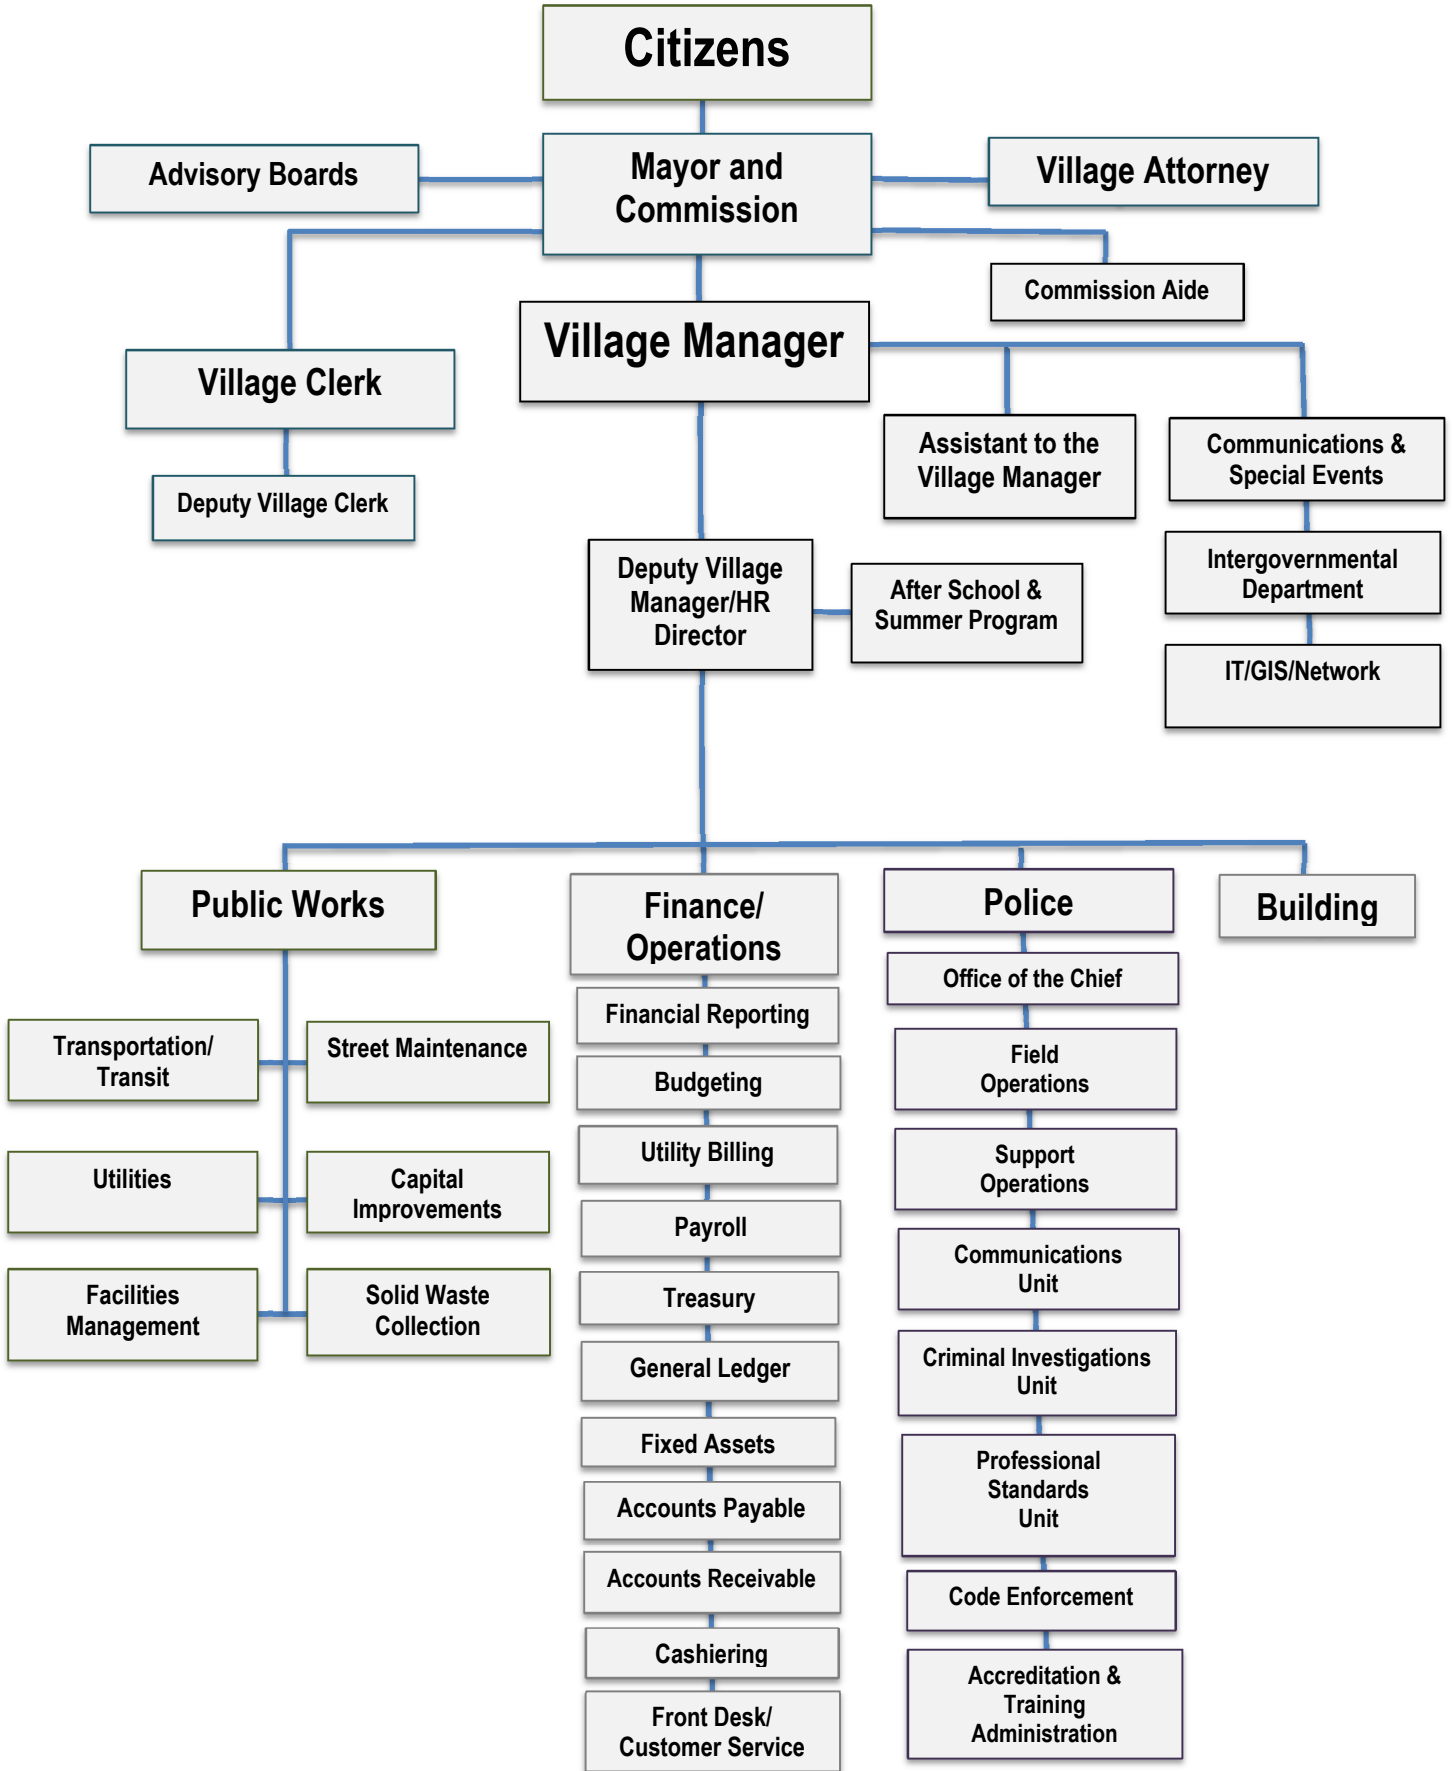 Citizens
Advisory Boards
Mayor and
Commission
Village Attorney
Commission Aide
Village Manager
Village Clerk
Deputy Village Clerk
Assistant to the
Village Manager
Communications &
Special Events
Intergovernmental
Department
IT/GIS/Network
Deputy Village
Manager/HR
Director
After School &
Summer Program
Public Works
Transportation/
Transit
Street Maintenance
Utilities
Capital
Improvements
Facilities
Management
Solid Waste
Collection
Finance/
Operations
Financial Reporting
Budgeting
Utility Billing
Payroll
Treasury
General Ledger
Fixed Assets
Accounts Payable
Accounts Receivable
Cashiering
Front Desk/
Customer Service
Police
Office of the Chief
Field
Operations
Support
Operations
Communications
Unit
Criminal Investigations
Unit
Professional
Standards
Unit
Code Enforcement
Accreditation &
Training
Administration
Building